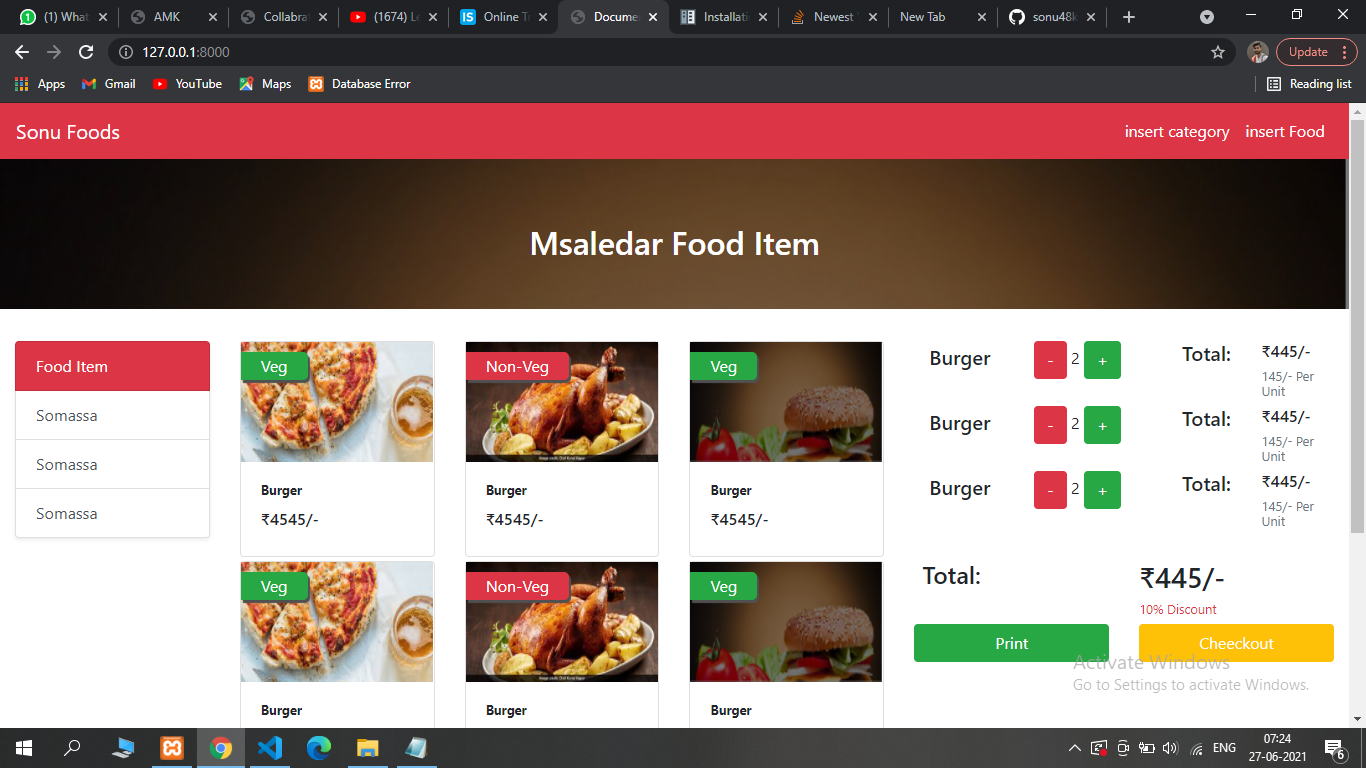 (1) What
AMK
Collabra
(1674) L
Online T
Docume
Installati
Newest
New Tab
sonu48k
127.0.0.1:8000
Update
Apps
Gmail
YouTube
Maps
Database Error
Reading list
Sonu Foods
insert category
insert Food
Msaledar Food Item
Food Item
Somassa
Somassa
Somassa
Veg
Burger
₹4545/-
Non-Veg
Burger
₹4545/-
Veg
Burger
₹4545/-
Veg
Burger
Non-Veg
Burger
Veg
Burger
Burger
- 2 +
Total:
₹445/-
145/- Per
Unit
Burger
- 2 +
Total:
₹445/-
145/- Per
Unit
Burger
- 2 +
Total:
₹445/-
145/- Per
Unit
Total:
₹445/-
10% Discount
Print
Cheeckout
Activate Windows
Go to Settings to activate Windows.
ENG
07:24
27-06-2021
6